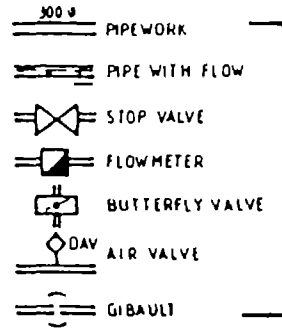 300 ø
PIPEWORK
PIPE WITH FLOW
STOP VALVE
FLOWMETER
BUTTERFLY VALVE
DAV
AIR VALVE
GIBAULT